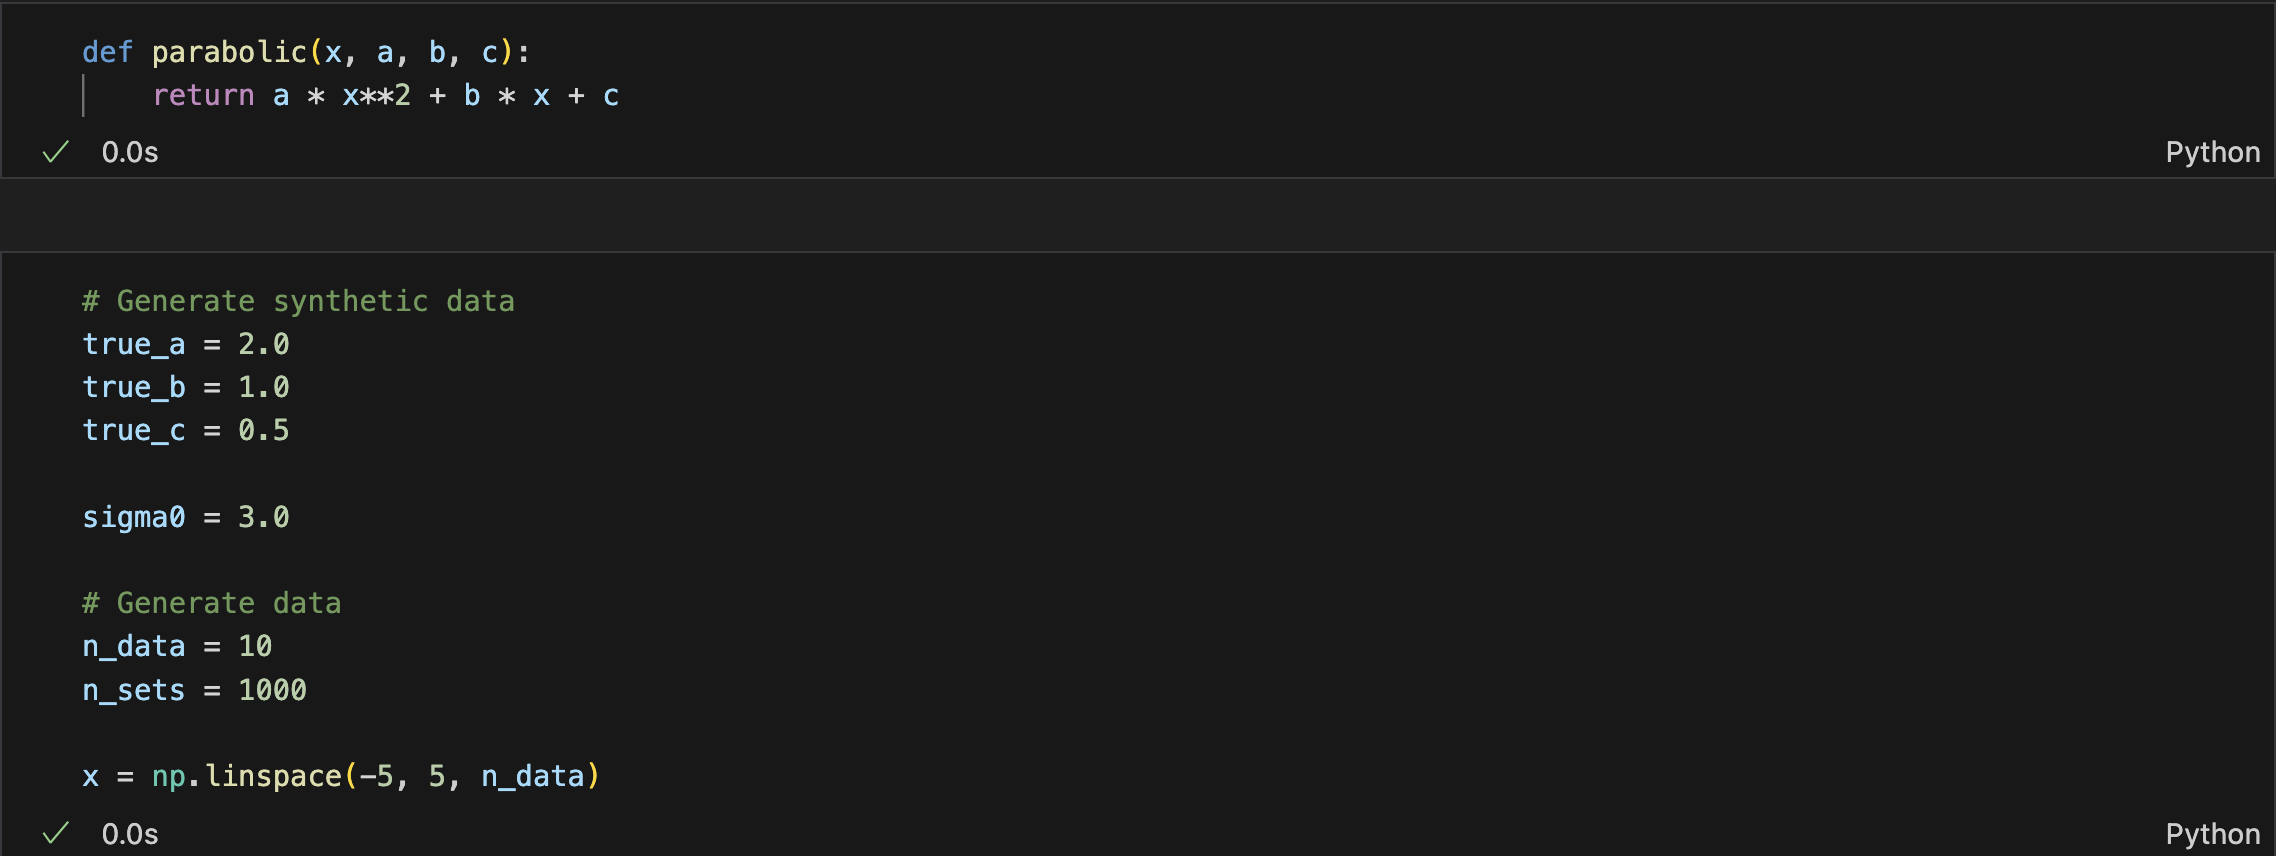 def parabolic(x, a, b, c):
    return a * x**2 + b * x + c
0.0s
Python
# Generate synthetic data
true_a = 2.0
true_b = 1.0
true_c = 0.5
sigma0 = 3.0
# Generate data
n_data = 10
n_sets = 1000
x = np.linspace(-5, 5, n_data)
0.0s
Python